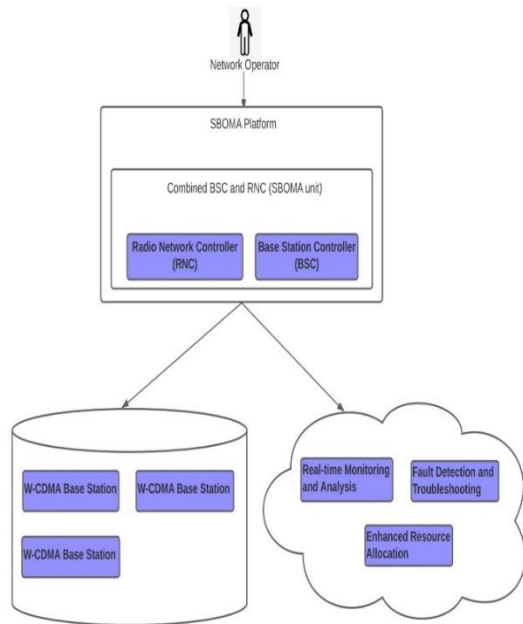 Network Operator
SBOMA Platform
Combined BSC and RNC (SBOMA unit)
Radio Network Controller
(RNC)
Base Station Controller
(BSC)
W-CDMA Base Station
W-CDMA Base Station
W-CDMA Base Station
Real-time Monitoring
and Analysis
Fault Detection and
Troubleshooting
Enhanced Resource
Allocation